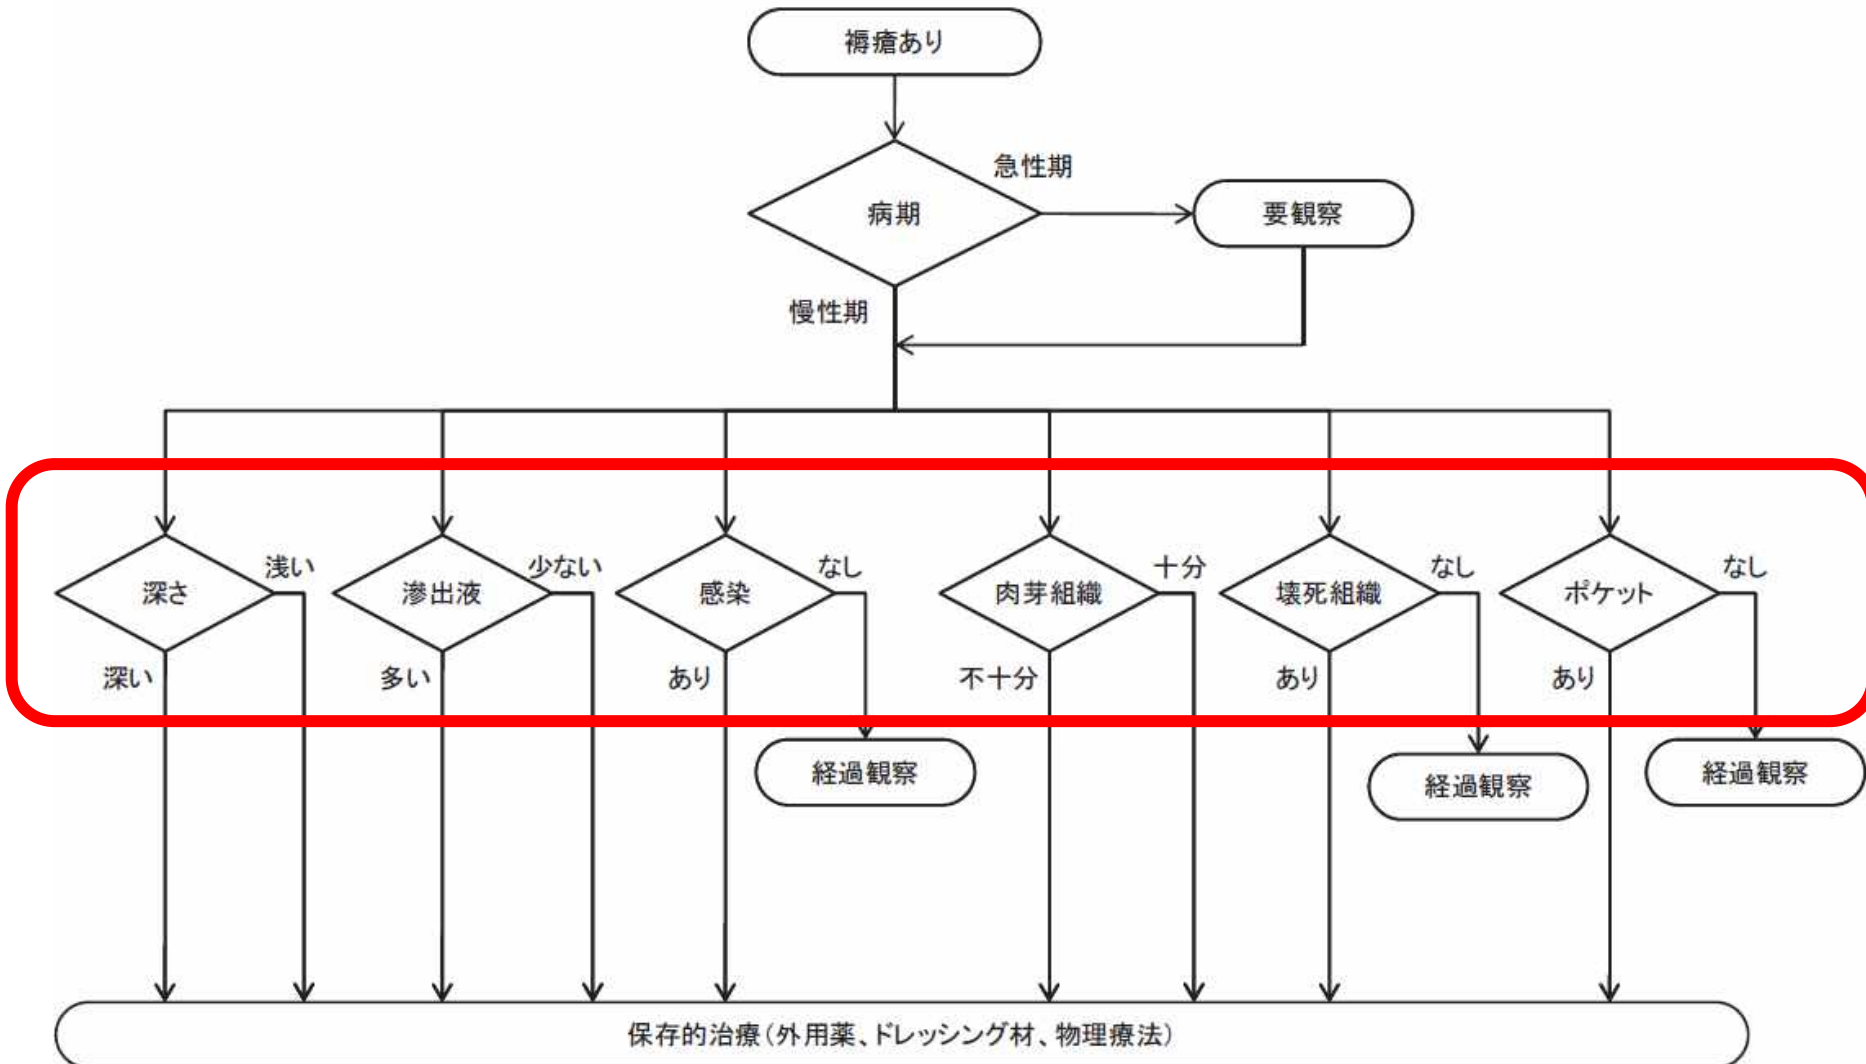 褥瘡あり
急性期
病期
要観察
慢性期
深さ
浅い
深い
滲出液
少ない
多い
感染
なし
あり
肉芽組織
十分
不十分
壊死組織
なし
あり
ポケット
なし
あり
経過観察
経過観察
経過観察
保存的治療(外用薬、ドレッシング材、物理療法)